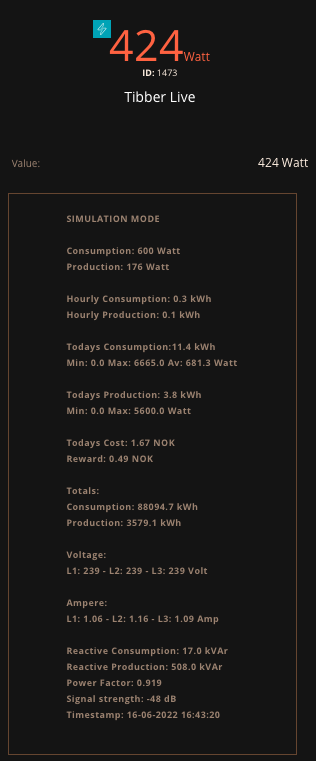 424Watt
ID: 1473
Tibber Live
Value: 424 Watt
SIMULATION MODE
Consumption: 600 Watt
Production: 176 Watt
Hourly Consumption: 0.3 kWh
Hourly Production: 0.1 kWh
Todays Consumption:11.4 kWh
Min: 0.0 Max: 6665.0 Av: 681.3 Watt
Todays Production: 3.8 kWh
Min: 0.0 Max: 5600.0 Watt
Todays Cost: 1.67 NOK
Reward: 0.49 NOK
Totals:
Consumption: 88094.7 kWh
Production: 3579.1 kWh
Voltage:
L1: 239 - L2: 239 - L3: 239 Volt
Ampere:
L1: 1.06 - L2: 1.16 - L3: 1.09 Amp
Reactive Consumption: 17.0 kVAr
Reactive Production: 508.0 kVAr
Power Factor: 0.919
Signal strength: -48 dB
Timestamp: 16-06-2022 16:43:20